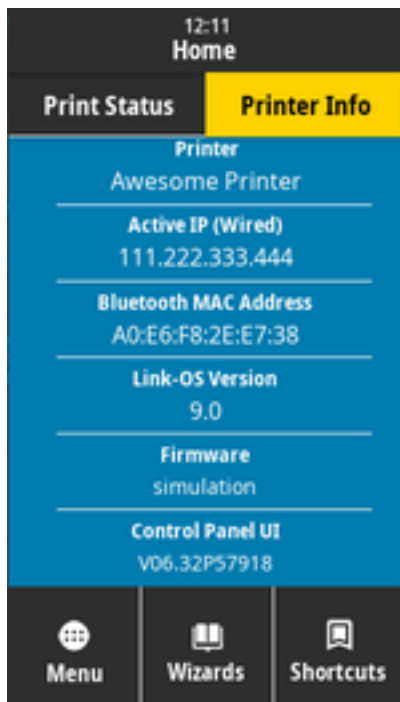 12:11
Home
Print Status
Printer Info
Printer
Awesome Printer
Active IP (Wired)
111.222.333.444
Bluetooth MAC Address
A0:E6:F8:2E:E7:38
Link-OS Version
9.0
Firmware
simulation
Control Panel UI
V06.32P57918
Menu
Wizards
Shortcuts